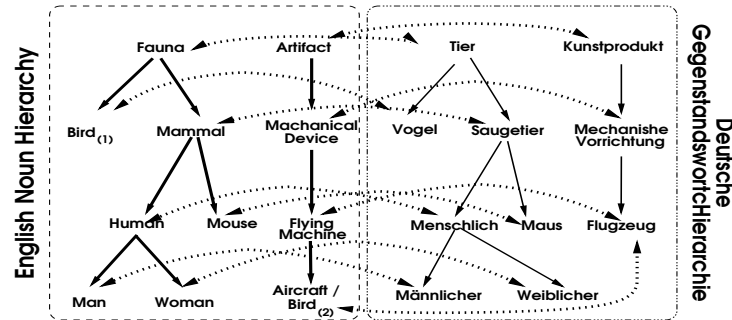 English Noun Hierarchy
Fauna
Artifact
Bird (1)
Mammal
Machanical
Device
Human
Mouse
Flying
Machine
Man
Woman
Aircraft /
Bird (2)
Tier
Kunstprodukt
Vogel
Saugetier
Mechanishe
Vorrichtung
Menschlich
Maus
Flugzeug
Männlicher
Weiblicher
Deutsche
GegenstandswortcHierarchie